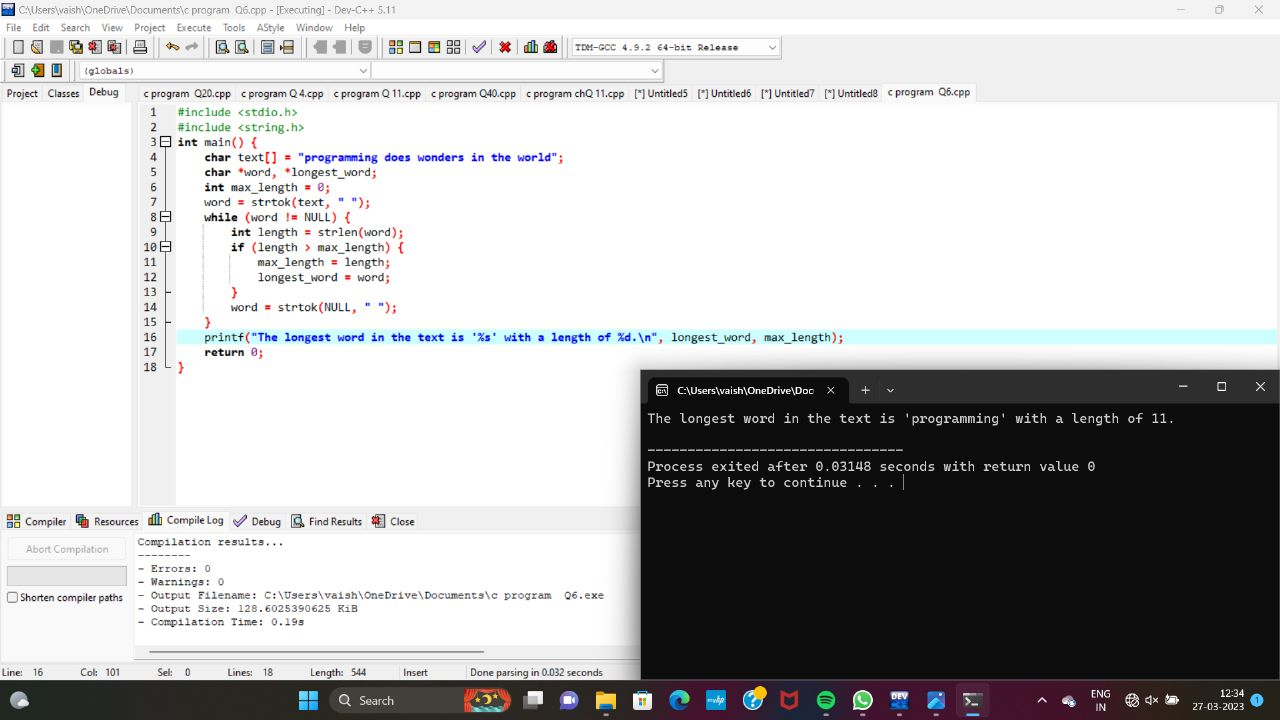 C:\Users\vaish\OneDrive\Documents\c program  Q6.cpp - [Executing] - Dev-C++ 5.11
File Edit Search View Project Execute Tools AStyle Window Help
TDM-GCC 4.9.2 64-bit Release
(globals)
Project Classes Debug
c program  Q20.cpp c program Q 4.cpp c program Q 11.cpp c program Q40.cpp c program chQ 11.cpp [*] Untitled5 [*] Untitled6 [*] Untitled7 [*] Untitled8 c program  Q6.cpp
1 #include <stdio.h>
2 #include <string.h>
3 int main() {
4 char text[] = "programming does wonders in the world";
5 char *word, *longest_word;
6 int max_length = 0;
7 word = strtok(text, " ");
8 while (word != NULL) {
9 int length = strlen(word);
10 if (length > max_length) {
11 max_length = length;
12 longest_word = word;
13 }
14 word = strtok(NULL, " ");
15 }
16 printf("The longest word in the text is '%s' with a length of %d.\n", longest_word, max_length);
17 return 0;
18 }
C:\Users\vaish\OneDrive\Doc
The longest word in the text is 'programming' with a length of 11.
--------------------------------
Process exited after 0.03148 seconds with return value 0
Press any key to continue . . .
Compiler Resources Compile Log Debug Find Results Close
Abort Compilation
Shorten compiler paths
Compilation results...
--------
- Errors: 0
- Warnings: 0
- Output Filename: C:\Users\vaish\OneDrive\Documents\c program  Q6.exe
- Output Size: 128.6025390625 KiB
- Compilation Time: 0.19s
Line: 16 Col: 101 Sel: 0 Lines: 18 Length: 544 Insert Done parsing in 0.032 seconds
Search
ENG
IN
12:34
27-03-2023
1